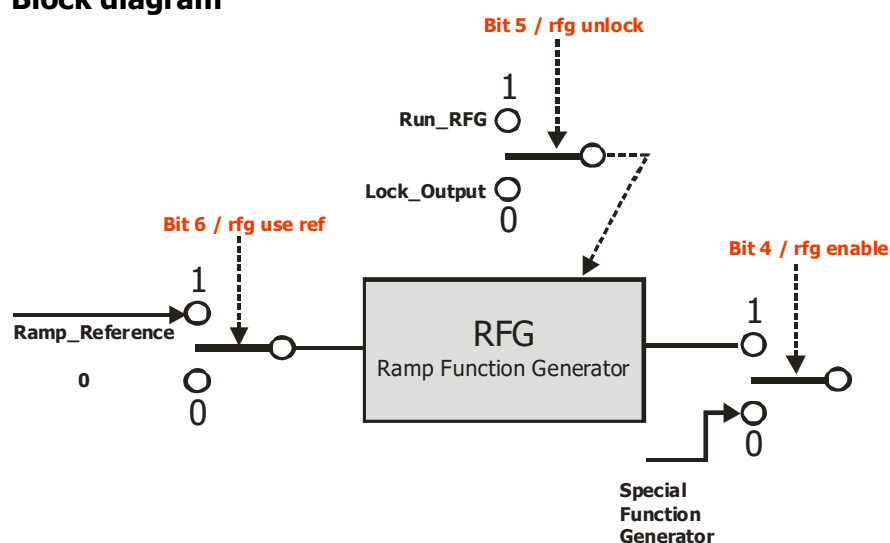 Block diagram
Bit 5 / rfg unlock
1
Run_RFG
Lock_Output
0
Bit 6 / rfg use ref
Bit 4 / rfg enable
1
Ramp_Reference
0
0
RFG
Ramp Function Generator
1
0
Special
Function
Generator